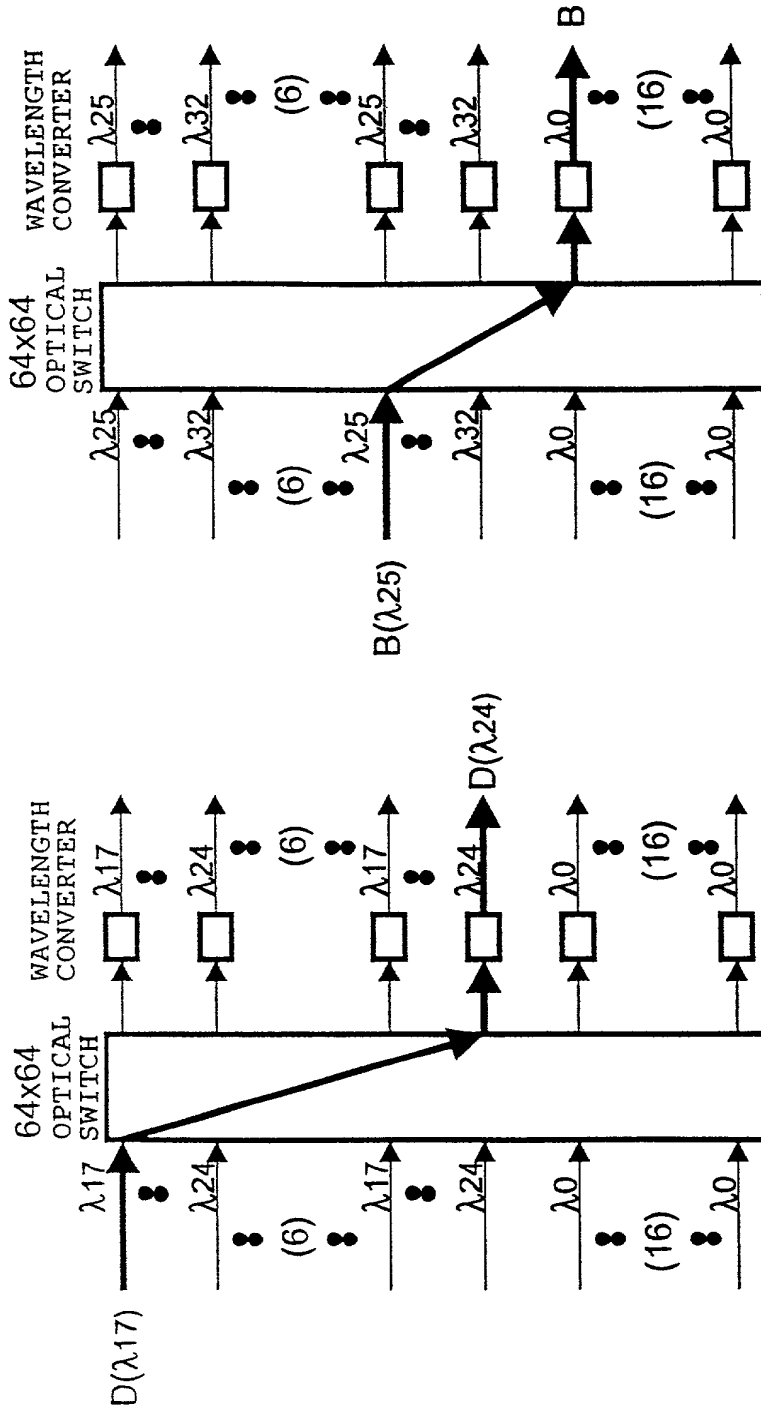 64x64
OPTICAL
SWITCH
WAVELENGTH
CONVERTER
D(λ17)
λ17
λ24
(6)
λ17
λ24
λ0
(16)
λ0
λ17
λ24
(6)
λ17
λ24
D(λ24)
λ0
(16)
λ0
64x64
OPTICAL
SWITCH
WAVELENGTH
CONVERTER
λ25
λ32
(6)
B(λ25)
λ25
λ32
λ0
(16)
λ0
λ25
λ32
(6)
λ25
λ32
λ0
B
(16)
λ0